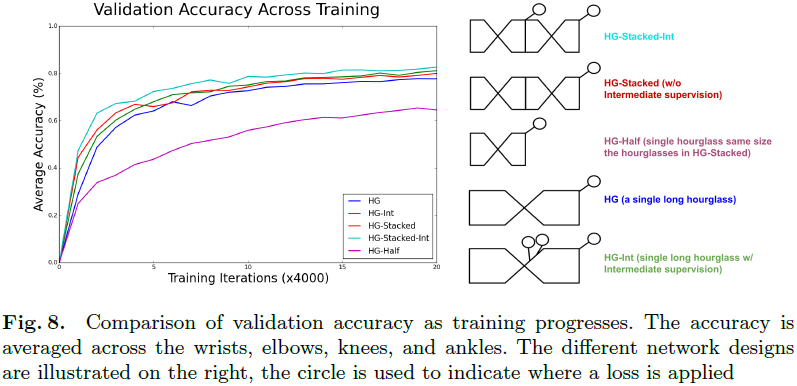 Validation Accuracy Across Training
Average Accuracy (%)
1.0
0.8
0.6
0.4
0.2
0.0
0
5
10
15
20
Training Iterations (x4000)
HG
HG-Int
HG-Stacked
HG-Stacked-Int
HG-Half
HG-Stacked-Int
HG-Stacked (w/o
Intermediate supervision)
HG-Half (single hourglass same size
the hourglasses in HG-Stacked)
HG (a single long hourglass)
HG-Int (single long hourglass w/
Intermediate supervision)
Fig. 8. Comparison of validation accuracy as training progresses. The accuracy is
averaged across the wrists, elbows, knees, and ankles. The different network designs
are illustrated on the right, the circle is used to indicate where a loss is applied